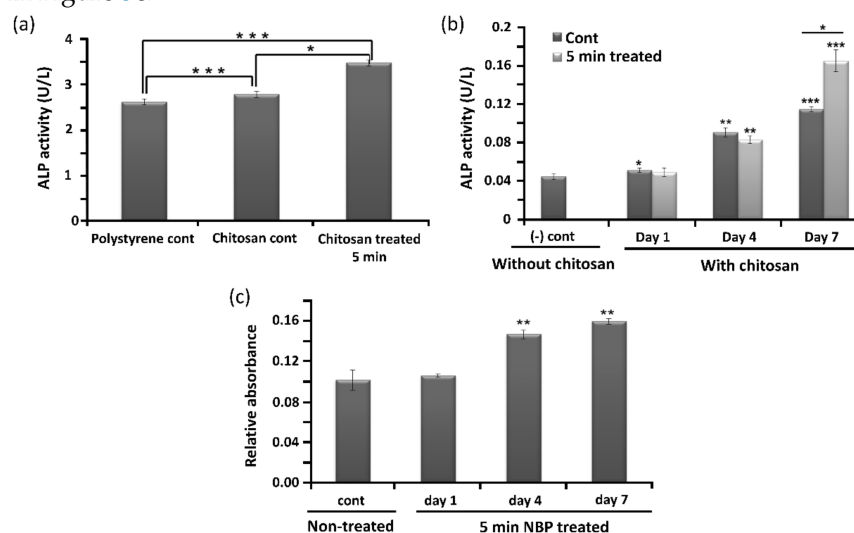 (a)
* * *
* * *
*
ALP activity (U/L)
4
3
2
1
0
Polystyrene cont
Chitosan cont
Chitosan treated
5 min
(b)
Cont
5 min treated
ALP activity (U/L)
0.2
0.16
0.12
0.08
0.04
0
*
**
**
***
*
***
(-) cont
Day 1
Day 4
Day 7
Without chitosan
With chitosan
(c)
Relative absorbance
0.16
0.12
0.08
0.04
0.00
**
**
cont
day 1
day 4
day 7
Non-treated
5 min NBP treated